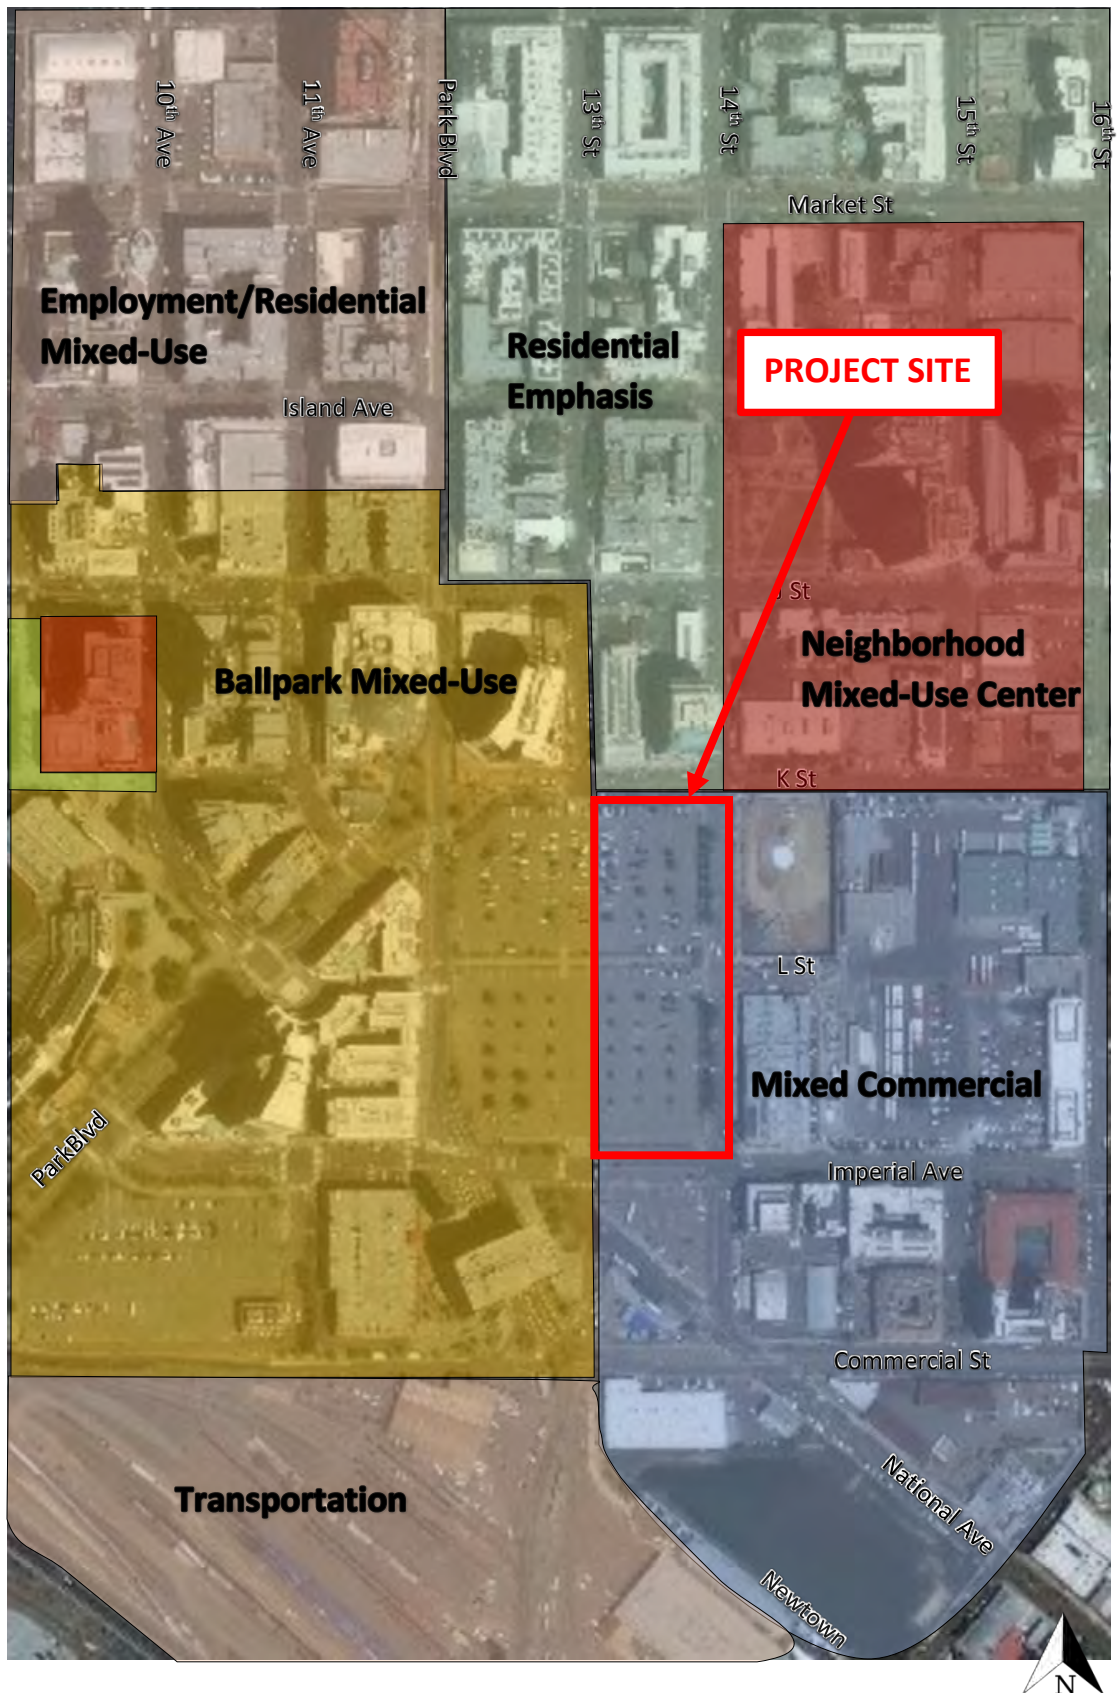 10th Ave
11th Ave
Park Blvd
13th St
14th St
15th St
16th St
Market St
Employment/Residential
Mixed-Use
Residential
Emphasis
PROJECT SITE
Island Ave
J St
Neighborhood
Mixed-Use Center
Ballpark Mixed-Use
K St
L St
Mixed Commercial
ParkBlvd
Imperial Ave
Commercial St
Transportation
National Ave
Newtown
N